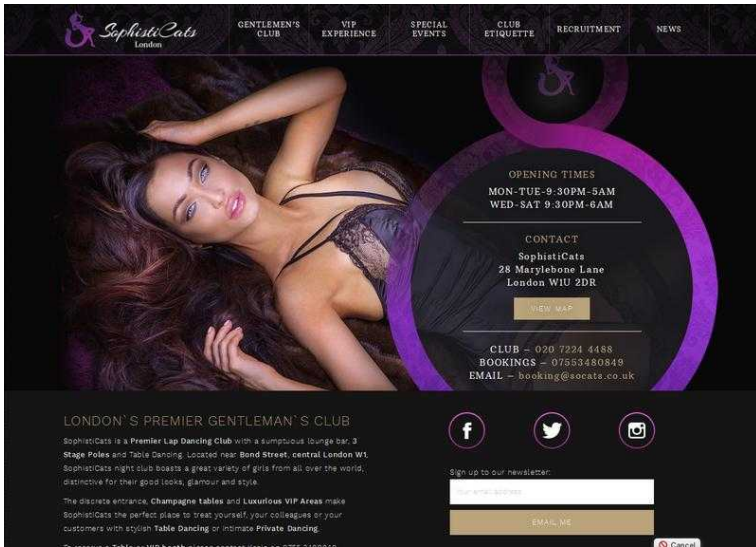 SophistiCats
London
GENTLEMEN'S
CLUB
VIP
EXPERIENCE
SPECIAL
EVENTS
CLUB
ETIQUETTE
RECRUITMENT
NEWS
OPENING TIMES
MON-TUE-9:30PM-5AM
WED-SAT 9:30PM-6AM
CONTACT
SophistiCats
28 Marylebone Lane
London W1U 2DR
VIEW MAP
CLUB – 020 7224 4488
BOOKINGS – 07553480849
EMAIL – booking@socats.co.uk
LONDON`S PREMIER GENTLEMAN`S CLUB
SophistiCats is a Premier Lap Dancing Club with a sumptuous lounge bar, 3
Stage Poles and Table Dancing. Located near Bond Street, central London W1,
SophistiCats night club boasts a great variety of girls from all over the world,
distinctive for their good looks, glamour and style.
The discrete entrance, Champagne tables and Luxurious VIP Areas make
SophistiCats the perfect place to treat yourself, your colleagues or your
customers with stylish Table Dancing or intimate Private Dancing.
Sign up to our newsletter:
Your email address
EMAIL ME
Cancel